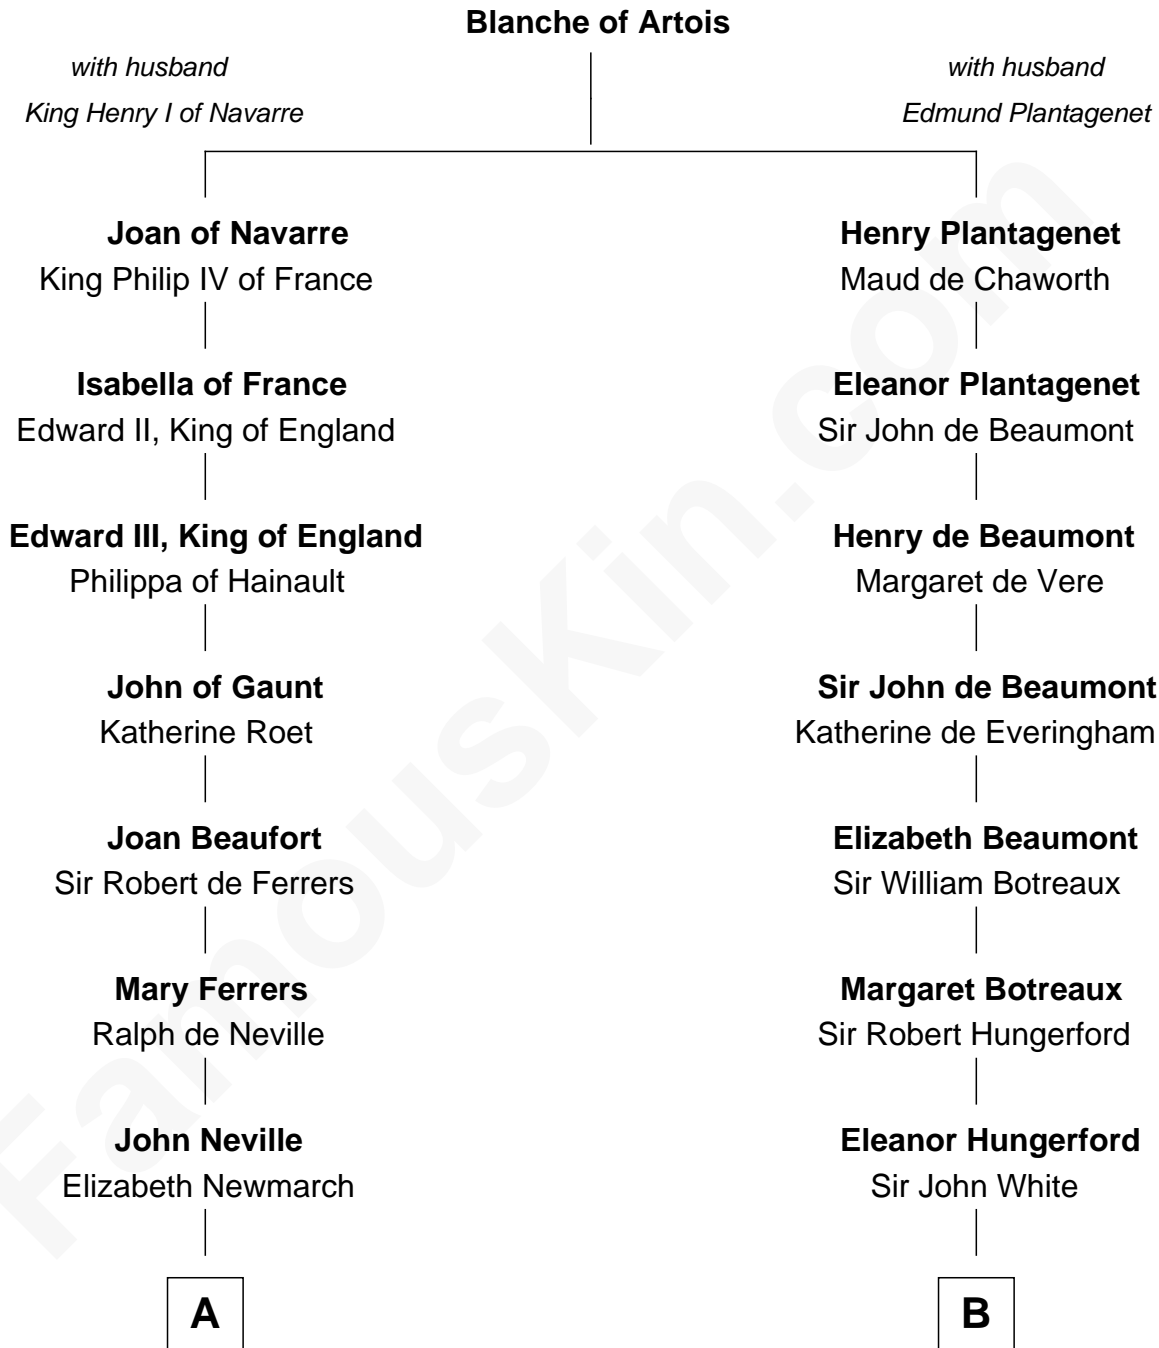 Blanche of Artois
with husband
King Henry I of Navarre
with husband
Edmund Plantagenet
Joan of Navarre
King Philip IV of France
Henry Plantagenet
Maud de Chaworth
Isabella of France
Edward II, King of England
Eleanor Plantagenet
Sir John de Beaumont
Edward III, King of England
Philippa of Hainault
Henry de Beaumont
Margaret de Vere
John of Gaunt
Katherine Roet
Sir John de Beaumont
Katherine de Everingham
Joan Beaufort
Sir Robert de Ferrers
Elizabeth Beaumont
Sir William Botreaux
Mary Ferrers
Ralph de Neville
Margaret Botreaux
Sir Robert Hungerford
John Neville
Elizabeth Newmarch
Eleanor Hungerford
Sir John White
A
B
FamousKin.com